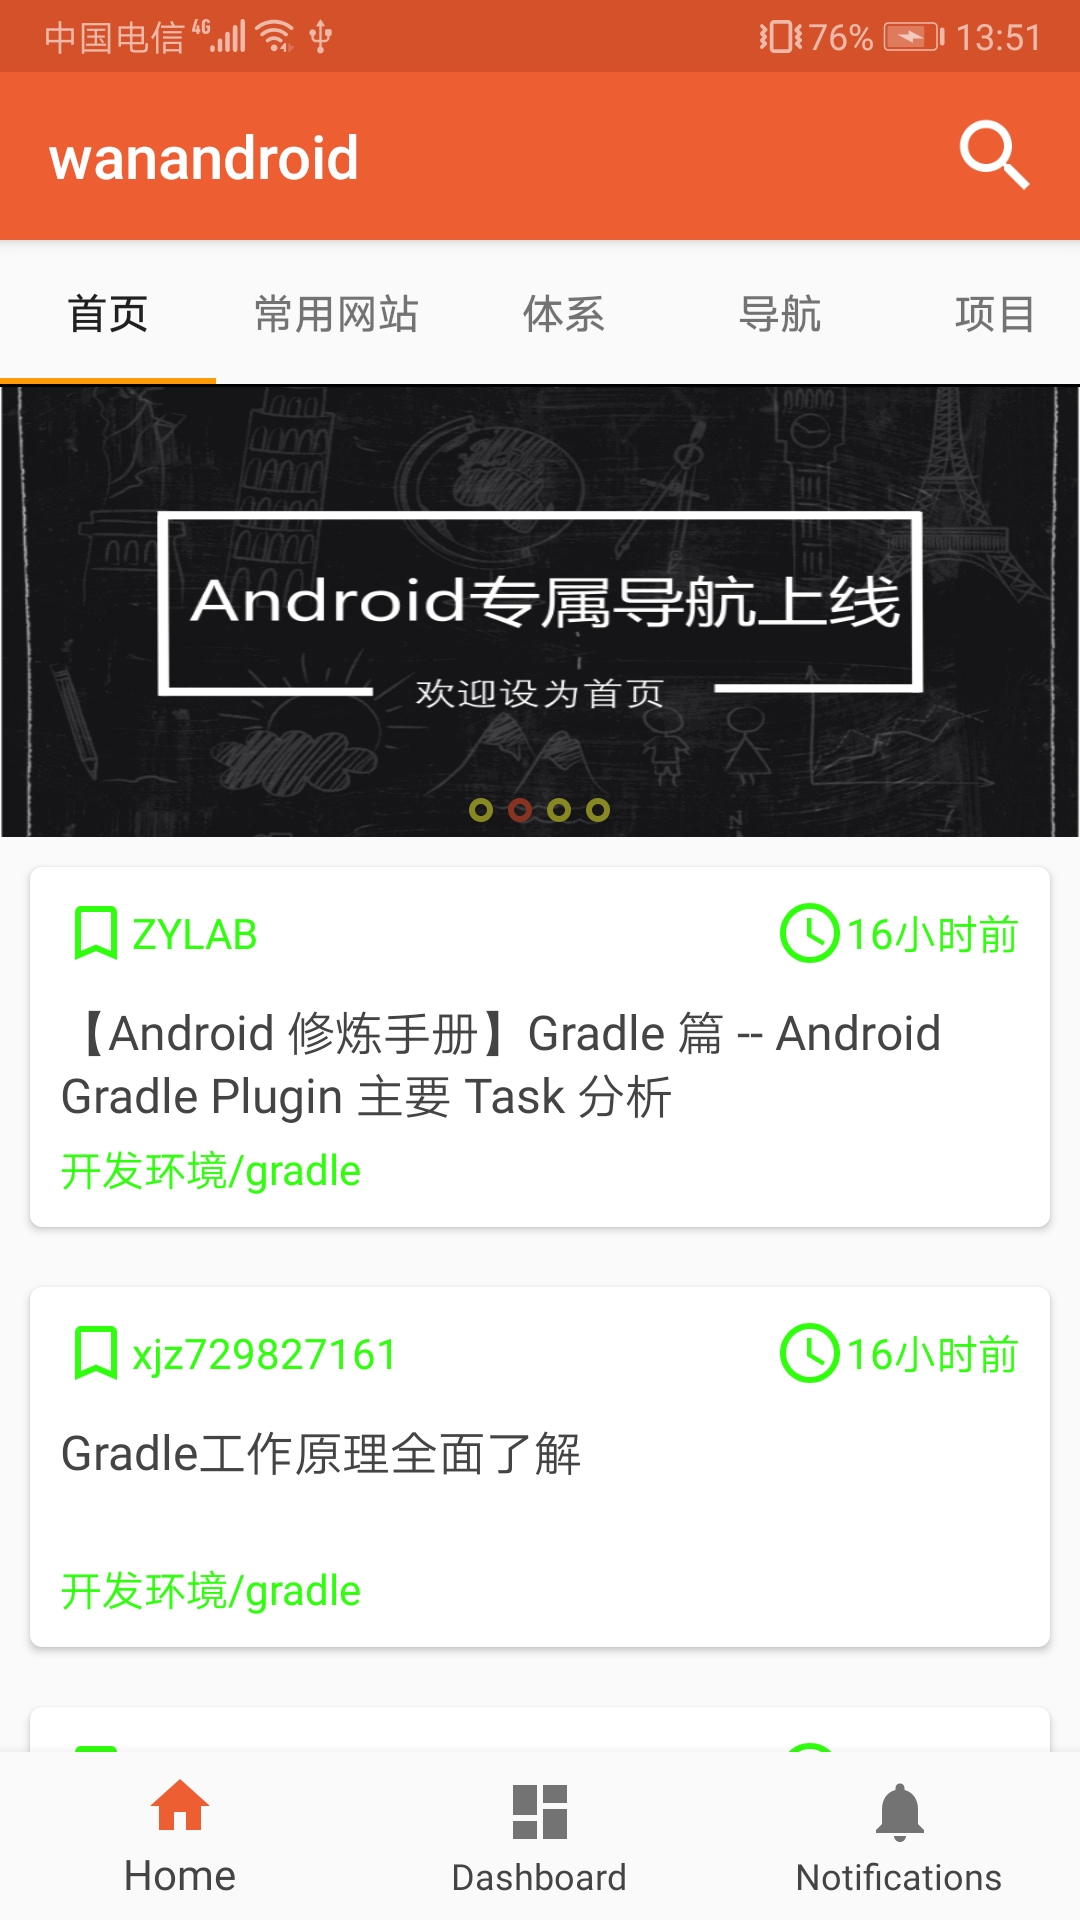 中国电信 4G 76% 13:51
wanandroid
首页 常用网站 体系 导航 项目
Android专属导航上线
欢迎设为首页
ZYLAB 16小时前
【Android 修炼手册】Gradle 篇 -- Android
Gradle Plugin 主要 Task 分析
开发环境/gradle
xjz729827161 16小时前
Gradle工作原理全面了解
开发环境/gradle
Home Dashboard Notifications